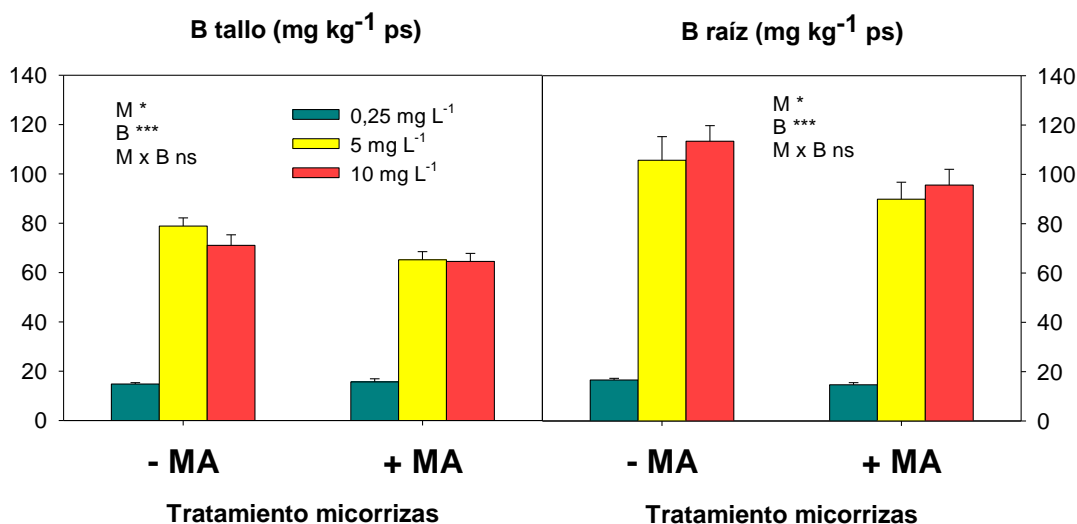 B tallo (mg kg-1 ps)
B raíz (mg kg-1 ps)
140
120
100
80
60
40
20
0
M *
B ***
M x B ns
0,25 mg L-1
5 mg L-1
10 mg L-1
M *
B ***
M x B ns
140
120
100
80
60
40
20
0
- MA
+ MA
- MA
+ MA
Tratamiento micorrizas
Tratamiento micorrizas